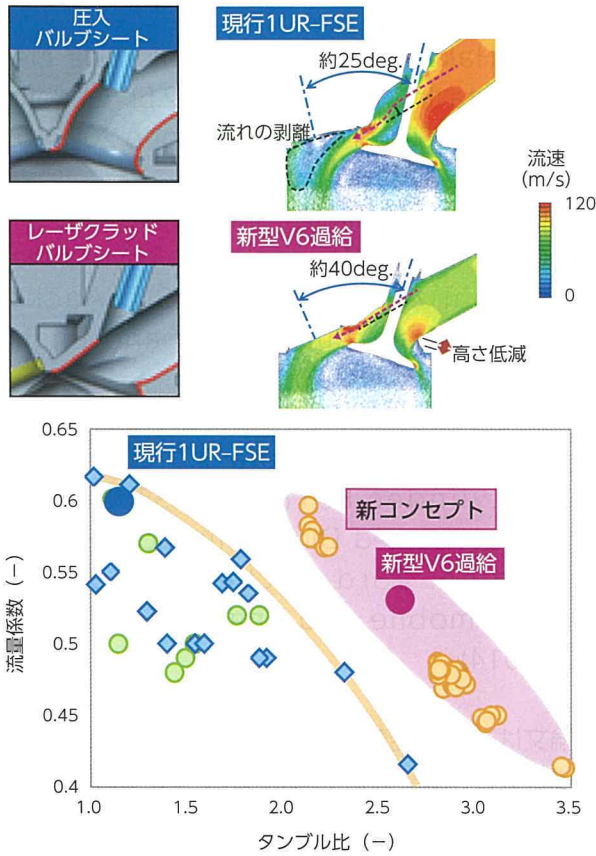 圧入
バルブシート
現行1UR-FSE
約25deg.
流れの剥離
流速
(m/s)
120
0
レーザクラッド
バルブシート
新型V6過給
約40deg.
高さ低減
0.65
0.6
0.55
0.5
0.45
0.4
流量係数（−）
現行1UR-FSE
新コンセプト
新型V6過給
1.0
1.5
2.0
2.5
3.0
3.5
タンブル比（−）